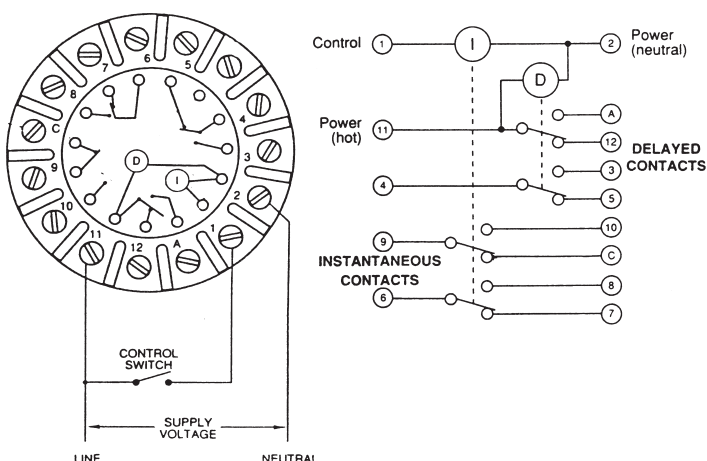 6
5
7
8
4
C
D
3
9
I
2
10
11
12
A
1
CONTROL
SWITCH
SUPPLY
VOLTAGE
LINE
NEUTRAL
Control
1
I
2
Power
(neutral)
D
Power
(hot)
11
A
12
DELAYED
CONTACTS
3
4
5
10
9
INSTANTANEOUS
CONTACTS
C
8
6
7